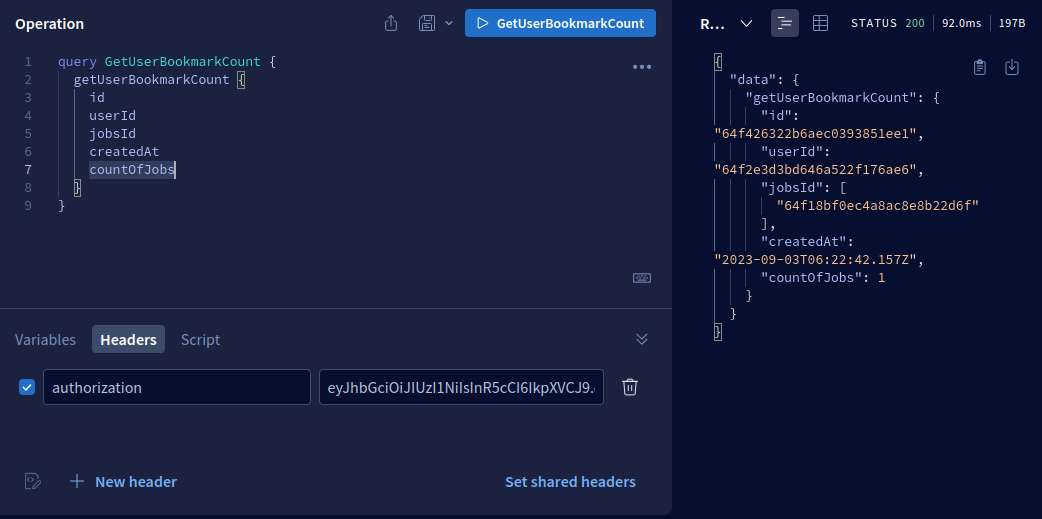 Operation
GetUserBookmarkCount
1 query GetUserBookmarkCount {
2 getUserBookmarkCount {
3 id
4 userId
5 jobsId
6 createdAt
7 countOfJobs
8 }
9 }
Variables
Headers
Script
authorization
eyJhbGciOiJIUzI1NiIsInR5cCI6IkpXVCJ9.
New header
Set shared headers
R...
STATUS 200
92.0ms
197B
{
"data": {
"getUserBookmarkCount": {
"id":
"64f426322b6aec0393851ee1",
"userId":
"64f2e3d3bd646a522f176ae6",
"jobsId": [
"64f18bf0ec4a8ac8e8b22d6f"
],
"createdAt":
"2023-09-03T06:22:42.157Z",
"countOfJobs": 1
}
}
}